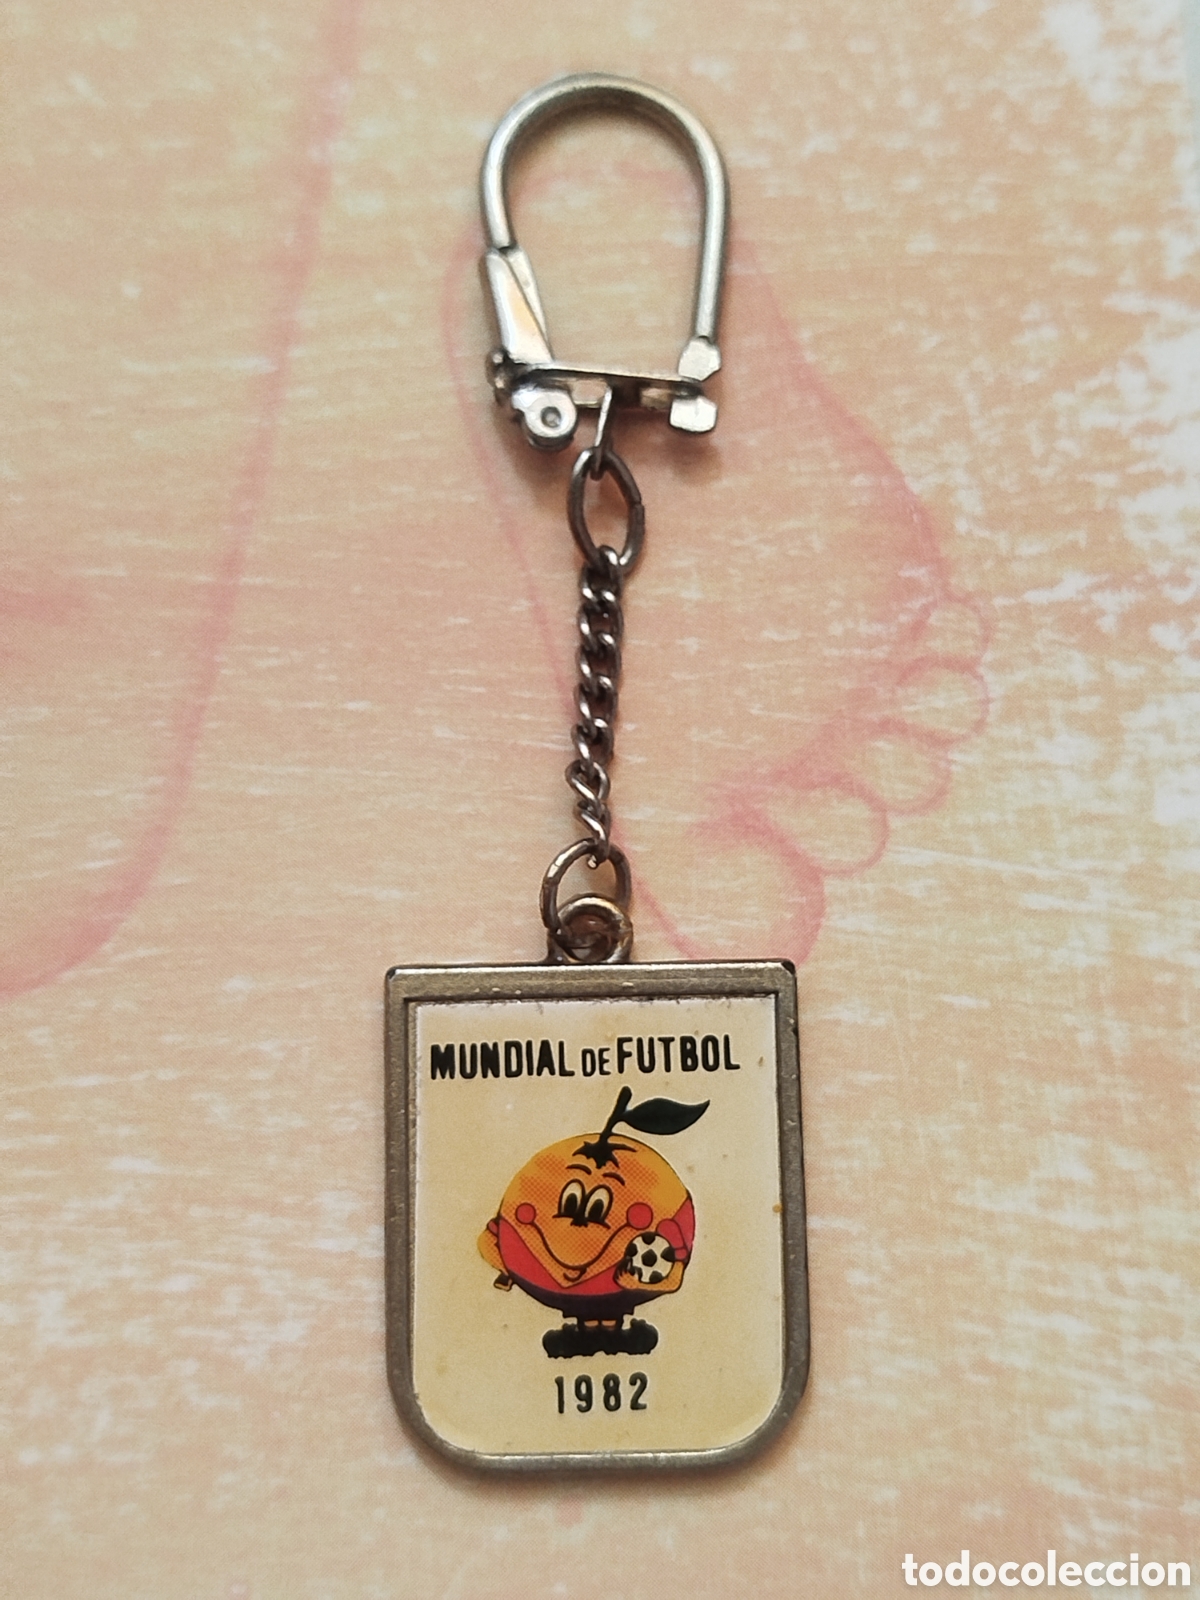 MUNDIAL DE FUTBOL
1982
todocoleccion